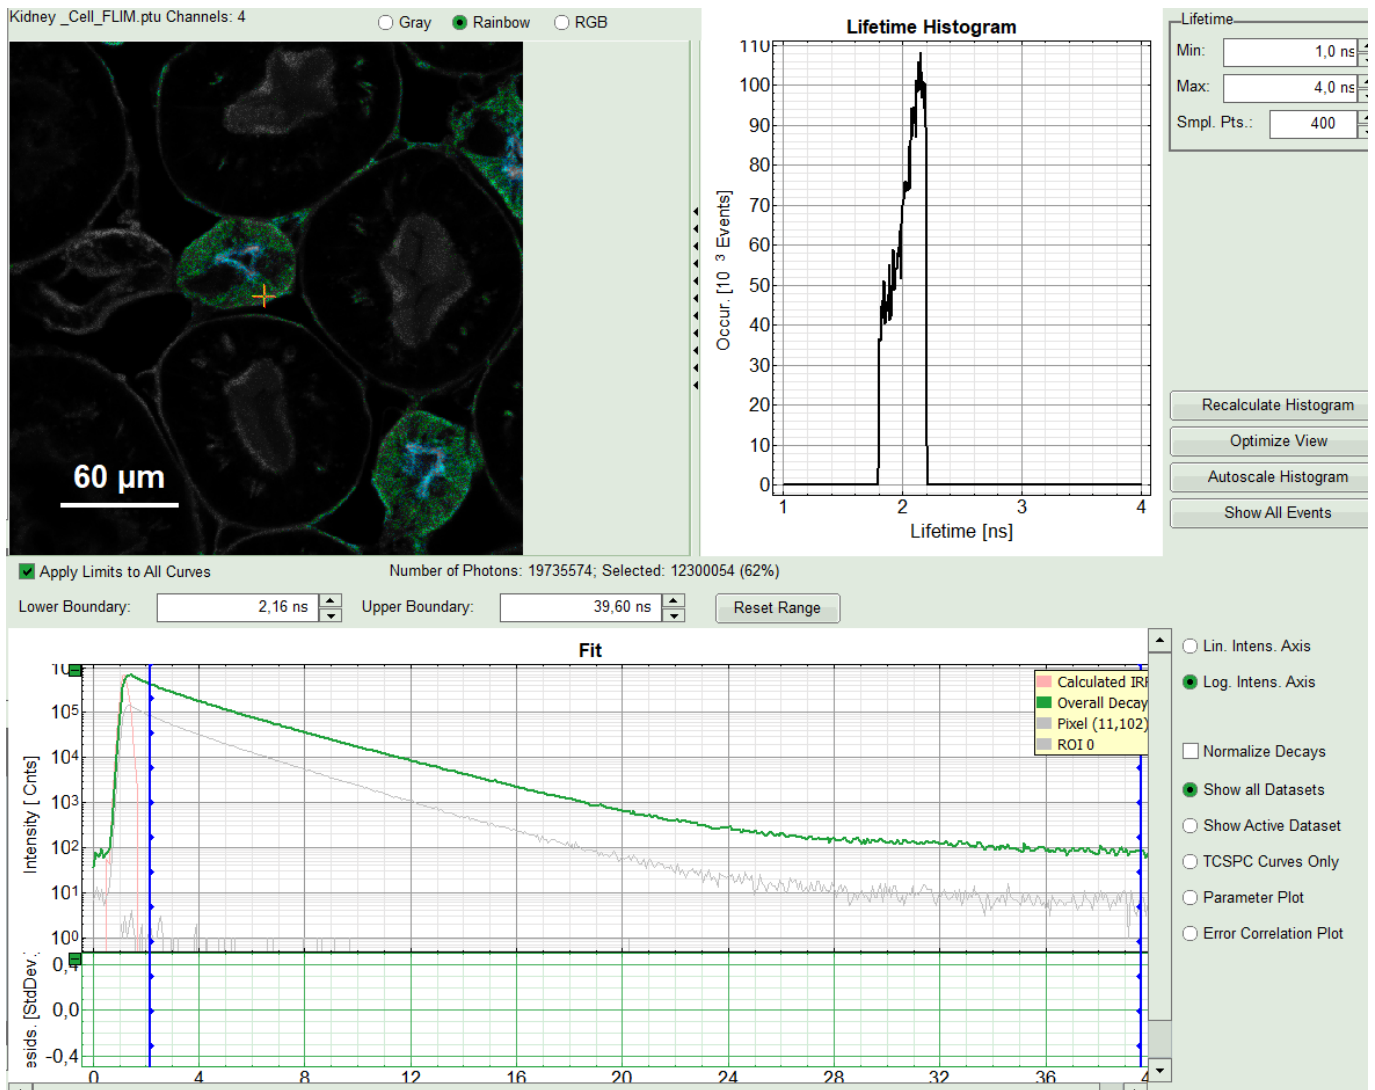 Kidney _Cell_FLIM.ptu Channels: 4
Gray
Rainbow
RGB
60 µm
Lifetime Histogram
110
100
90
80
70
60
50
40
30
20
10
0
Occur. [10 3 Events]
1 2 3 4
Lifetime [ns]
Lifetime
Min: 1,0 ns
Max: 4,0 ns
Smpl. Pts.: 400
Recalculate Histogram
Optimize View
Autoscale Histogram
Show All Events
Apply Limits to All Curves
Number of Photons: 19735574; Selected: 12300054 (62%)
Lower Boundary: 2,16 ns
Upper Boundary: 39,60 ns
Reset Range
Fit
Intensity [ Cnts]
10
10⁵
10⁴
10³
10²
10¹
10⁰
Calculated IRF
Overall Decay
Pixel (11,102)
ROI 0
esids. [StdDev.]
0,4
0,0
-0,4
0 4 8 12 16 20 24 28 32 36 4
Lin. Intens. Axis
Log. Intens. Axis
Normalize Decays
Show all Datasets
Show Active Dataset
TCSPC Curves Only
Parameter Plot
Error Correlation Plot